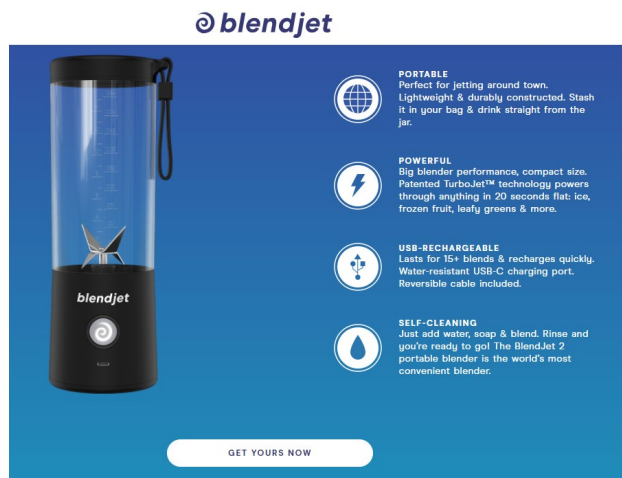 blendjet
PORTABLE
Perfect for jetting around town.
Lightweight & durably constructed. Stash
it in your bag & drink straight from the
jar.
POWERFUL
Big blender performance, compact size.
Patented TurboJet™ technology powers
through anything in 20 seconds flat: ice,
frozen fruit, leafy greens & more.
USB-RECHARGEABLE
Lasts for 15+ blends & recharges quickly.
Water-resistant USB-C charging port.
Reversible cable included.
blendjet
SELF-CLEANING
Just add water, soap & blend. Rinse and
you're ready to go! The BlendJet 2
portable blender is the world's most
convenient blender.
GET YOURS NOW